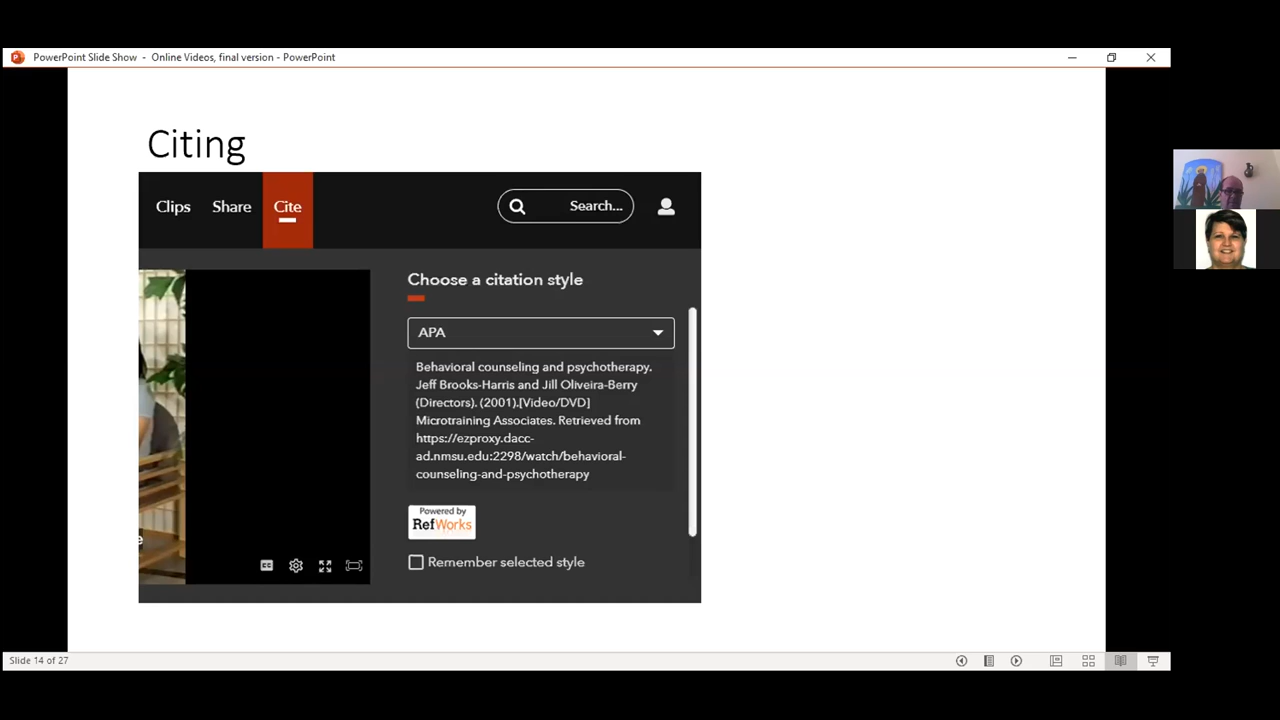 PowerPoint Slide Show - Online Videos, final version - PowerPoint
Citing
Clips Share Cite Search...
Choose a citation style
APA
Behavioral counseling and psychotherapy.
Jeff Brooks-Harris and Jill Oliveira-Berry
(Directors). (2001).[Video/DVD]
Microtraining Associates. Retrieved from
https://ezproxy.dacc-
ad.nmsu.edu:2298/watch/behavioral-
counseling-and-psychotherapy
Powered by
RefWorks
Remember selected style
e
CC
Slide 14 of 27